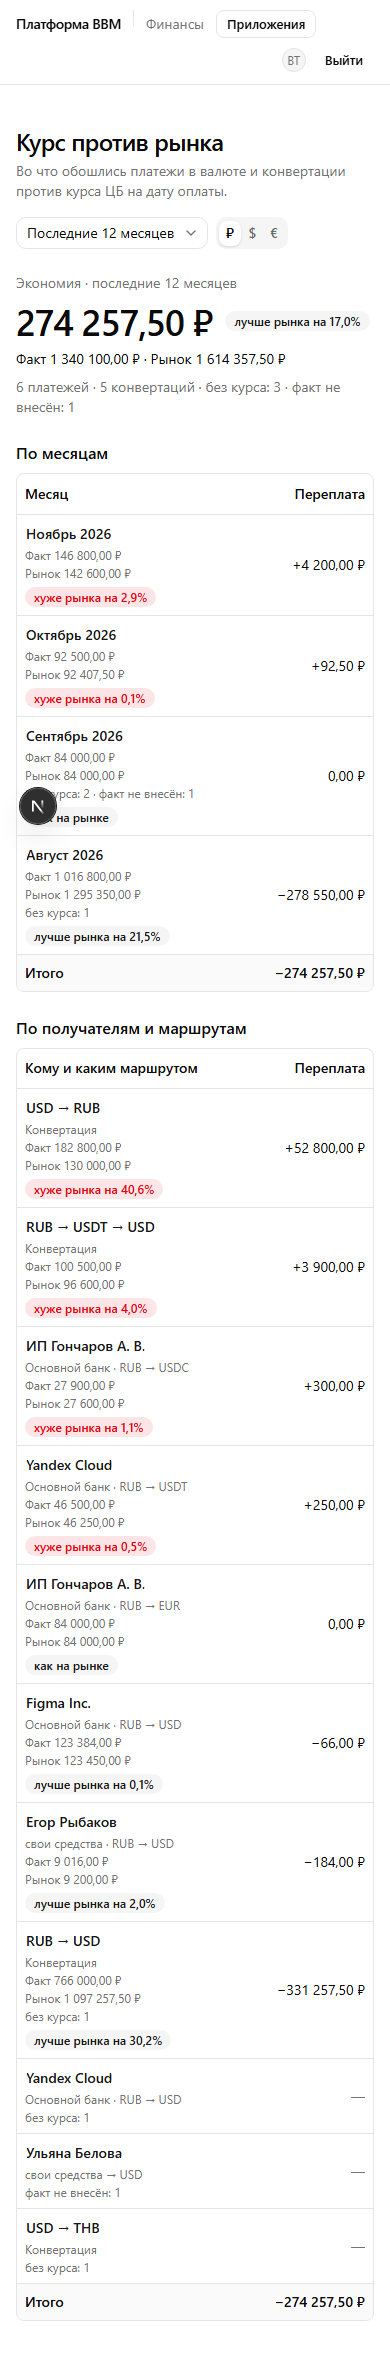 Платформа BBM
Финансы
Приложения
ВТ
Выйти
Курс против рынка
Во что обошлись платежи в валюте и конвертации
против курса ЦБ на дату оплаты.
Последние 12 месяцев
₽ $ €
Экономия · последние 12 месяцев
274 257,50 ₽
лучше рынка на 17,0%
Факт 1 340 100,00 ₽ · Рынок 1 614 357,50 ₽
6 платежей · 5 конвертаций · без курса: 3 · факт не
внесён: 1
По месяцам
Месяц Переплата
Ноябрь 2026
Факт 146 800,00 ₽
Рынок 142 600,00 ₽
+4 200,00 ₽
хуже рынка на 2,9%
Октябрь 2026
Факт 92 500,00 ₽
Рынок 92 407,50 ₽
+92,50 ₽
хуже рынка на 0,1%
Сентябрь 2026
Факт 84 000,00 ₽
Рынок 84 000,00 ₽
0,00 ₽
курса: 2 · факт не внесён: 1
N
на рынке
Август 2026
Факт 1 016 800,00 ₽
Рынок 1 295 350,00 ₽
−278 550,00 ₽
без курса: 1
лучше рынка на 21,5%
Итого −274 257,50 ₽
По получателям и маршрутам
Кому и каким маршрутом Переплата
USD → RUB
Конвертация
Факт 182 800,00 ₽
Рынок 130 000,00 ₽
+52 800,00 ₽
хуже рынка на 40,6%
RUB → USDT → USD
Конвертация
Факт 100 500,00 ₽
Рынок 96 600,00 ₽
+3 900,00 ₽
хуже рынка на 4,0%
ИП Гончаров А. В.
Основной банк · RUB → USDC
Факт 27 900,00 ₽
Рынок 27 600,00 ₽
+300,00 ₽
хуже рынка на 1,1%
Yandex Cloud
Основной банк · RUB → USDT
Факт 46 500,00 ₽
Рынок 46 250,00 ₽
+250,00 ₽
хуже рынка на 0,5%
ИП Гончаров А. В.
Основной банк · RUB → EUR
Факт 84 000,00 ₽
Рынок 84 000,00 ₽
0,00 ₽
как на рынке
Figma Inc.
Основной банк · RUB → USD
Факт 123 384,00 ₽
Рынок 123 450,00 ₽
−66,00 ₽
лучше рынка на 0,1%
Егор Рыбаков
свои средства · RUB → USD
Факт 9 016,00 ₽
Рынок 9 200,00 ₽
−184,00 ₽
лучше рынка на 2,0%
RUB → USD
Конвертация
Факт 766 000,00 ₽
Рынок 1 097 257,50 ₽
−331 257,50 ₽
без курса: 1
лучше рынка на 30,2%
Yandex Cloud
Основной банк · RUB → USD
—
без курса: 1
Ульяна Белова
свои средства → USD
—
факт не внесён: 1
USD → THB
Конвертация
—
без курса: 1
Итого −274 257,50 ₽